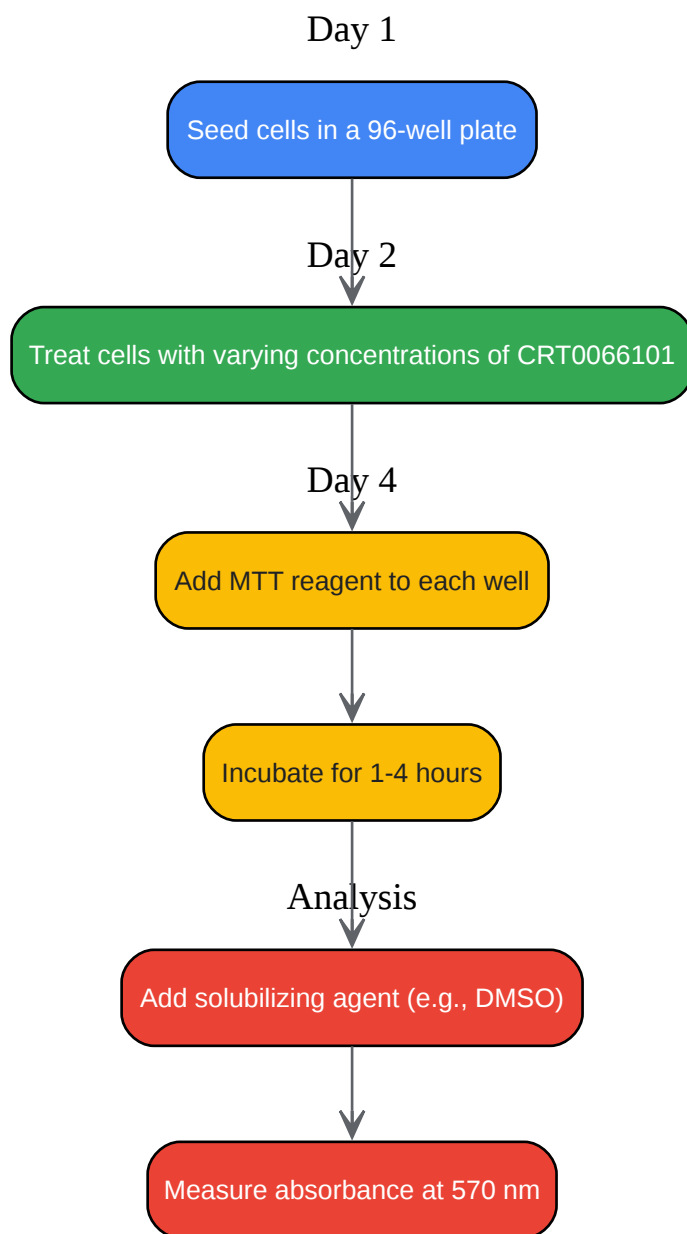 Day 1
Seed cells in a 96-well plate
Day 2
Treat cells with varying concentrations of CRT0066101
Day 4
Add MTT reagent to each well
Incubate for 1-4 hours
Analysis
Add solubilizing agent (e.g., DMSO)
Measure absorbance at 570 nm